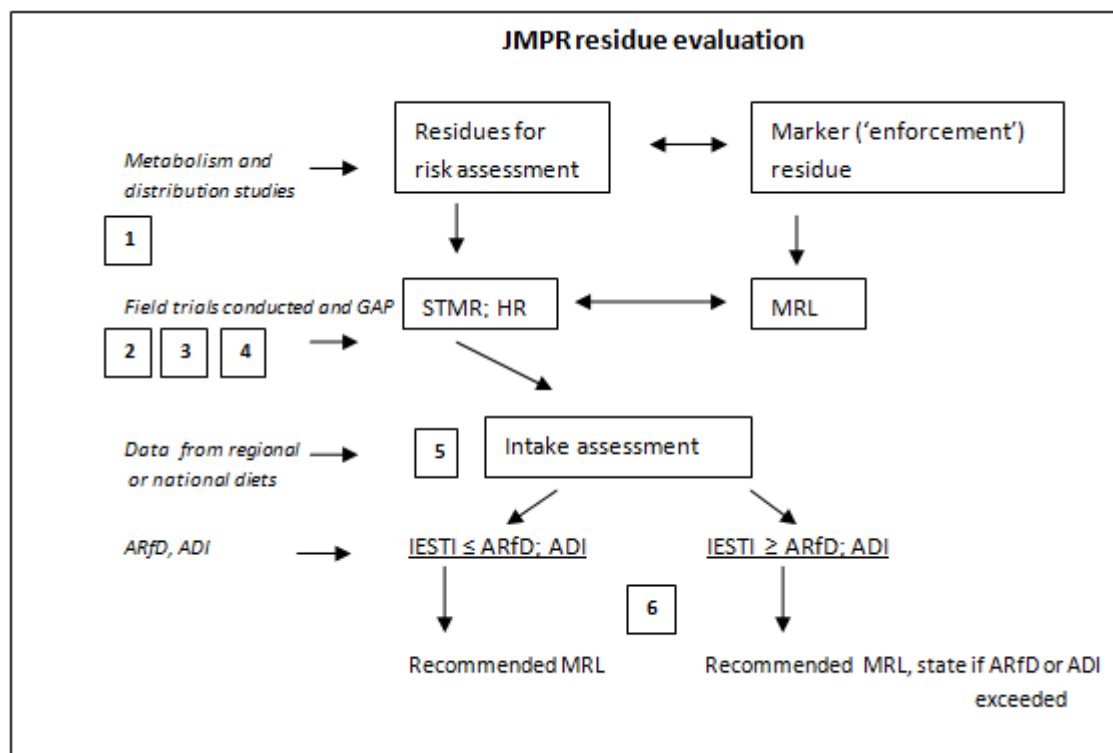 JMPR residue evaluation
Residues for
risk assessment
Marker (‘enforcement’)
residue
Metabolism and
distribution studies
1
Field trials conducted and GAP
2 3 4
STMR; HR
MRL
Data from regional
or national diets
5
Intake assessment
ARfD, ADI
IESTI ≤ ARfD; ADI
IESTI ≥ ARfD; ADI
6
Recommended MRL
Recommended MRL, state if ARfD or ADI
exceeded